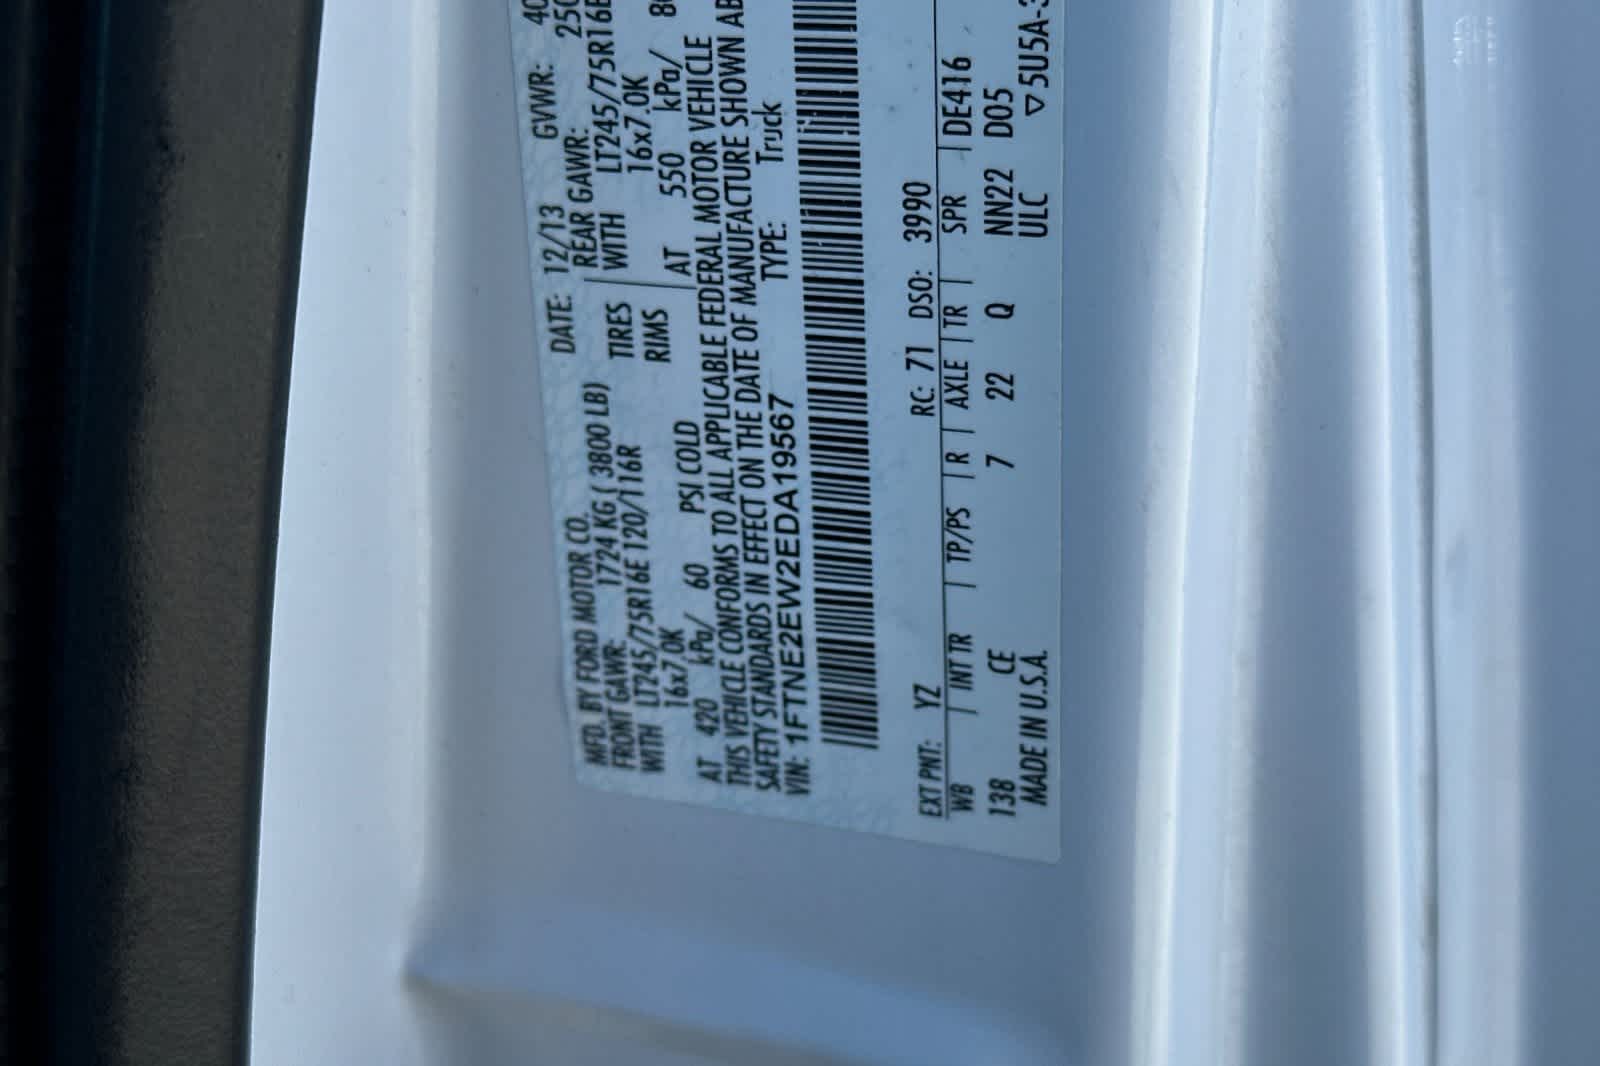 MFD. BY FORD MOTOR CO.
DATE: 12/13 GVWR:
FRONT GAWR: 1724 KG ( 3800 LB)
REAR GAWR:
WITH LT245/75R16E 120/116R TIRES WITH LT245/75R16E
16x7.0K RIMS 16x7.0K
AT 420 kPa/ 60 PSI COLD AT 550 kPa/
THIS VEHICLE CONFORMS TO ALL APPLICABLE FEDERAL MOTOR VEHICLE
SAFETY STANDARDS IN EFFECT ON THE DATE OF MANUFACTURE SHOWN AB
VIN: 1FTNE2EW2EDA19567 TYPE: Truck
EXT PNT: YZ RC: 71 DSO: 3990
WB | INT TR | TP/PS | R | AXLE | TR | SPR | DE416
138 CE 7 22 Q NN22 D05
MADE IN U.S.A. ULC ▽5U5A-